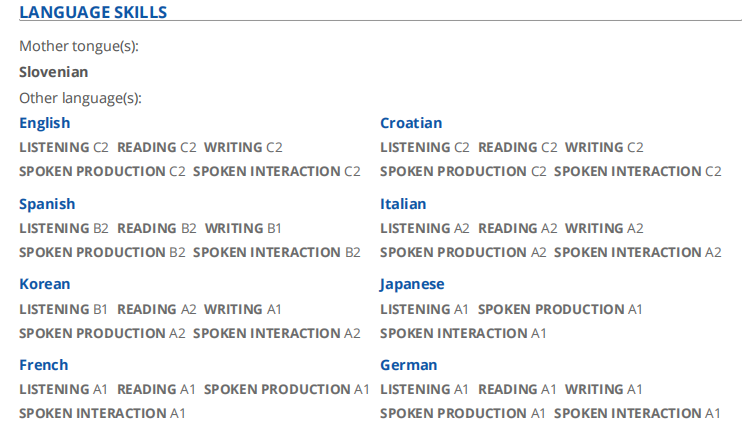 LANGUAGE SKILLS
Mother tongue(s):
Slovenian
Other language(s):
English
LISTENING C2 READING C2 WRITING C2
SPOKEN PRODUCTION C2 SPOKEN INTERACTION C2
Croatian
LISTENING C2 READING C2 WRITING C2
SPOKEN PRODUCTION C2 SPOKEN INTERACTION C2
Spanish
LISTENING B2 READING B2 WRITING B1
SPOKEN PRODUCTION B2 SPOKEN INTERACTION B2
Italian
LISTENING A2 READING A2 WRITING A2
SPOKEN PRODUCTION A2 SPOKEN INTERACTION A2
Korean
LISTENING B1 READING A2 WRITING A1
SPOKEN PRODUCTION A2 SPOKEN INTERACTION A2
Japanese
LISTENING A1 SPOKEN PRODUCTION A1
SPOKEN INTERACTION A1
French
LISTENING A1 READING A1 SPOKEN PRODUCTION A1
SPOKEN INTERACTION A1
German
LISTENING A1 READING A1 WRITING A1
SPOKEN PRODUCTION A1 SPOKEN INTERACTION A1